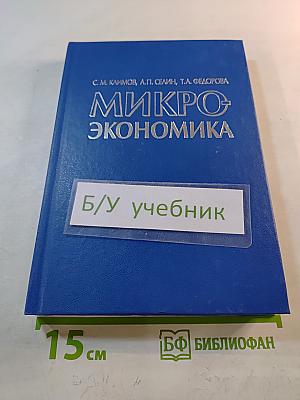 С. М. КЛИМОВ, А. П. СЕЛИН, Т. А. ФЕДОРОВА
МИКРО-
ЭКОНОМИКА
Б/У учебник
15 см
БФ БИБЛИОФАН